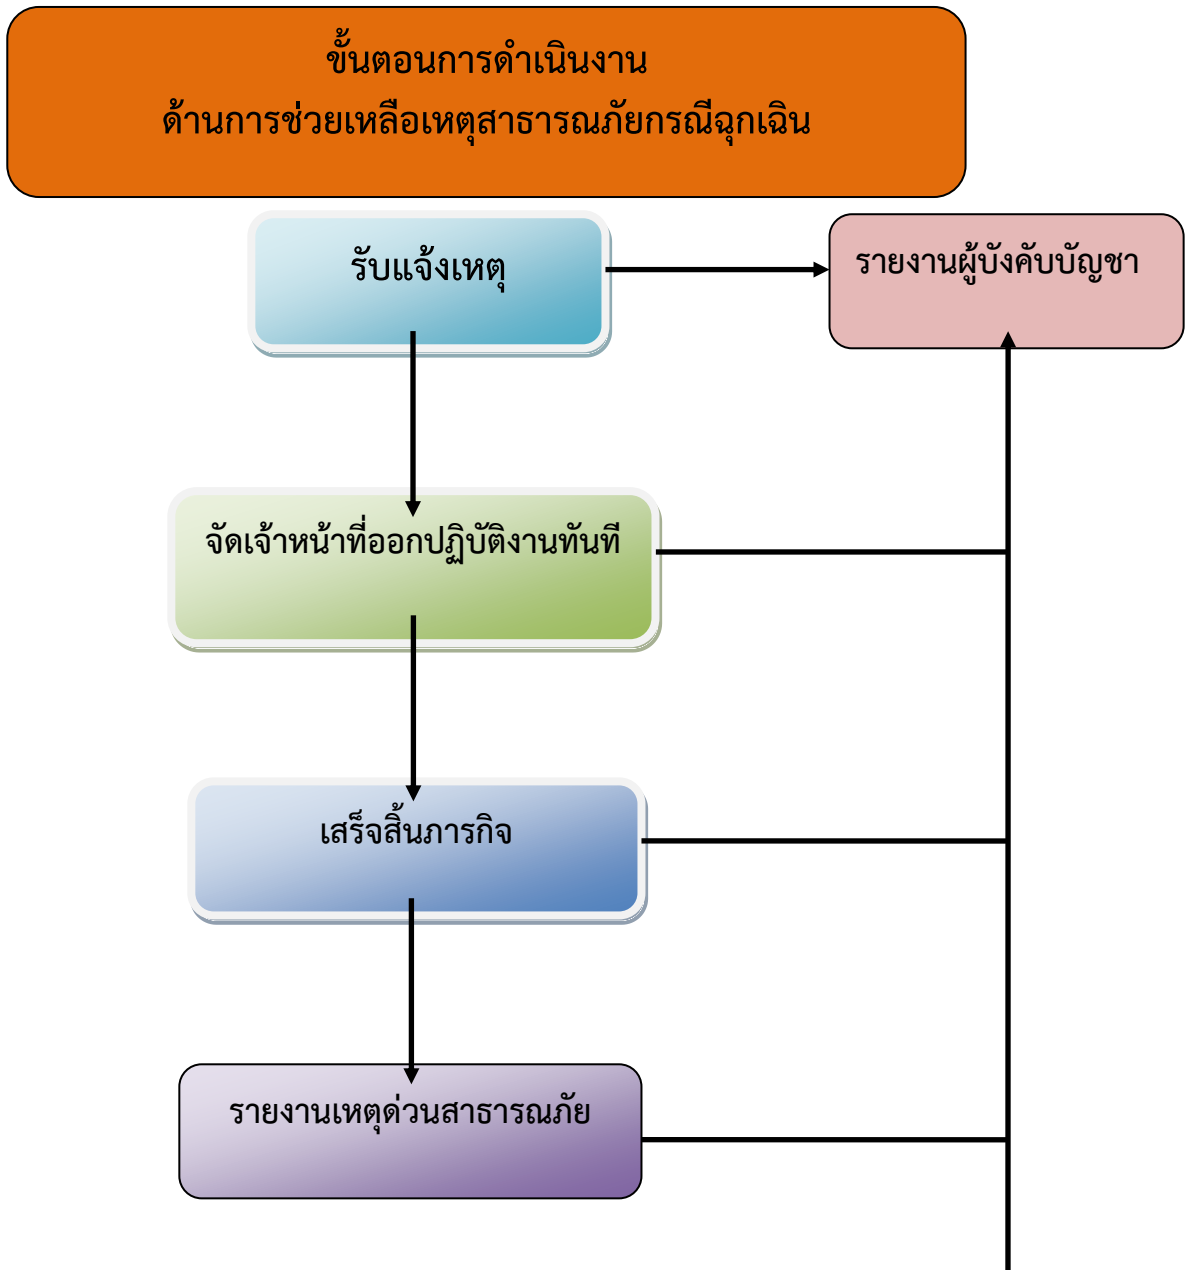 ขั้นตอนการดำเนินงาน
ด้านการช่วยเหลือเหตุสาธารณภัยกรณีฉุกเฉิน
รับแจ้งเหตุ
รายงานผู้บังคับบัญชา
จัดเจ้าหน้าที่ออกปฏิบัติงานทันที
เสร็จสิ้นภารกิจ
รายงานเหตุด่วนสาธารณภัย